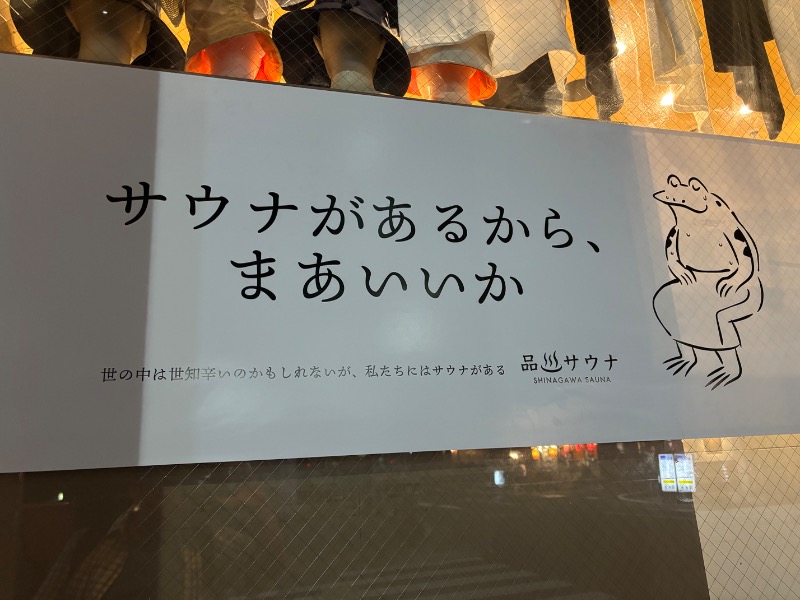 サウナがあるから、
まあいいか
世の中は世知辛いのかもしれないが、私たちにはサウナがある
品川サウナ
SHINAGAWA SAUNA